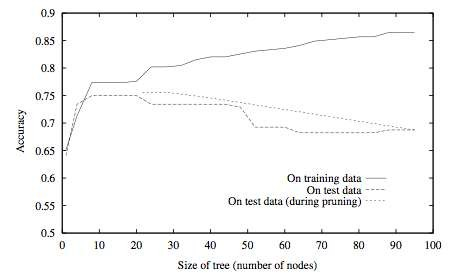 0.9
0.85
0.8
0.75
0.7
0.65
0.6
0.55
0.5
Accuracy
On training data
On test data
On test data (during pruning)
0 10 20 30 40 50 60 70 80 90 100
Size of tree (number of nodes)